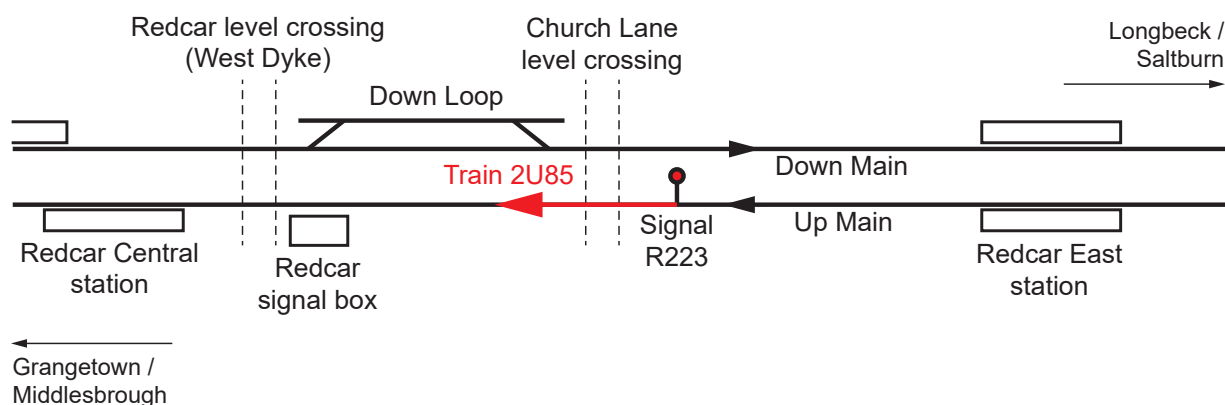 Redcar level crossing
(West Dyke)
Church Lane
level crossing
Longbeck /
Saltburn
Down Loop
Train 2U85
Down Main
Signal
R223
Up Main
Redcar Central
station
Redcar
signal box
Redcar East
station
Grangetown /
Middlesbrough